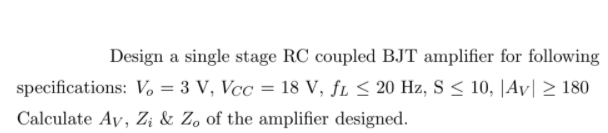 Design a single stage RC coupled BJT amplifier for following
specifications: Vₒ = 3 V, V_CC = 18 V, f_L ≤ 20 Hz, S ≤ 10, |A_V| ≥ 180
Calculate A_V, Z_i & Z_o of the amplifier designed.